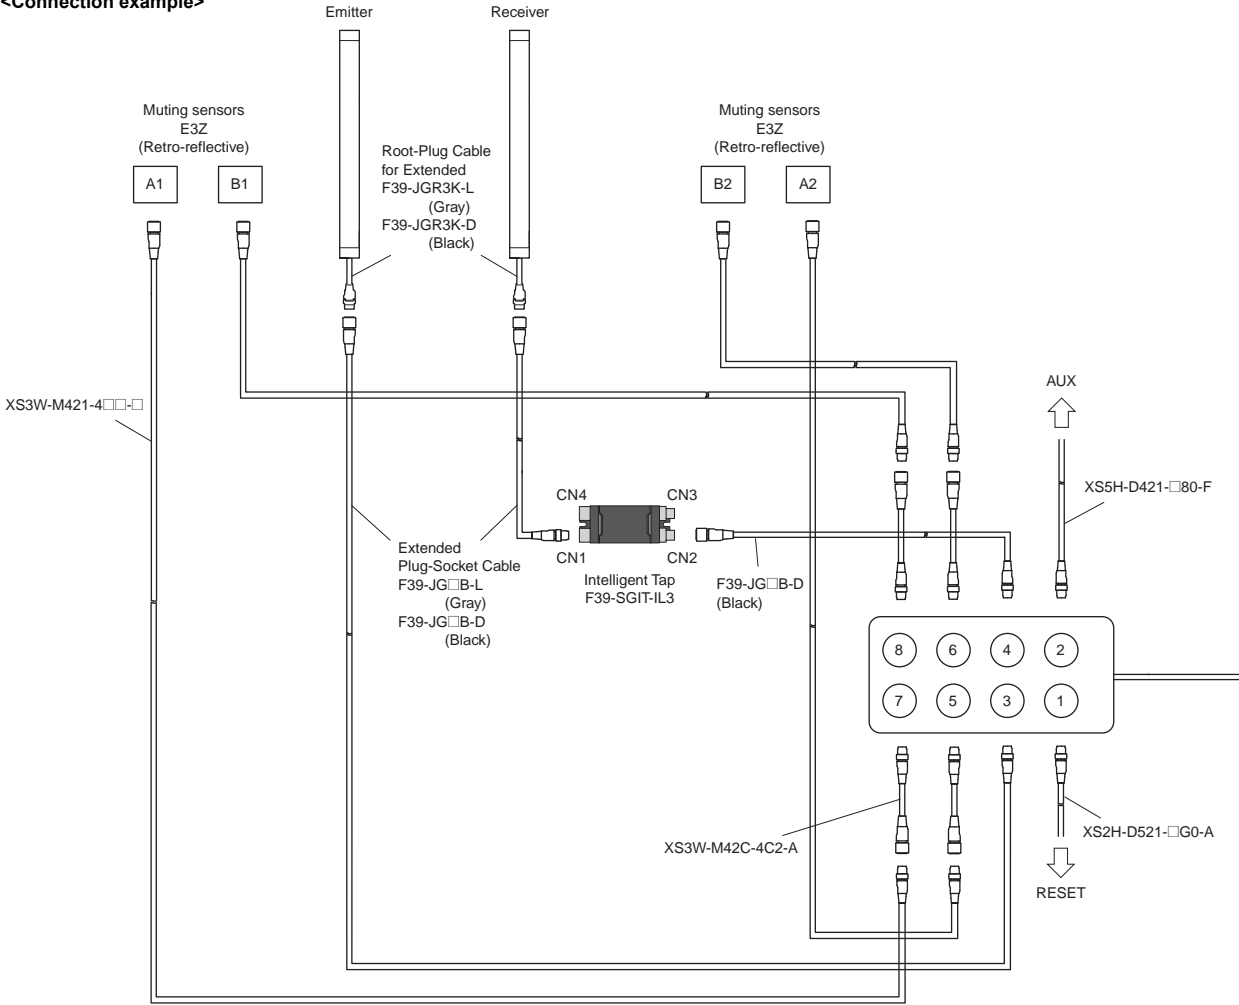 <Connection example>
Emitter
Receiver
Muting sensors
E3Z
(Retro-reflective)
A1
B1
Root-Plug Cable
for Extended
F39-JGR3K-L
(Gray)
F39-JGR3K-D
(Black)
Muting sensors
E3Z
(Retro-reflective)
B2
A2
XS3W-M421-4□□-□
AUX
XS5H-D421-□80-F
CN4
CN3
CN1
CN2
Intelligent Tap
F39-SGIT-IL3
F39-JG□B-D
(Black)
Extended
Plug-Socket Cable
F39-JG□B-L
(Gray)
F39-JG□B-D
(Black)
8
6
4
2
7
5
3
1
XS3W-M42C-4C2-A
XS2H-D521-□G0-A
RESET